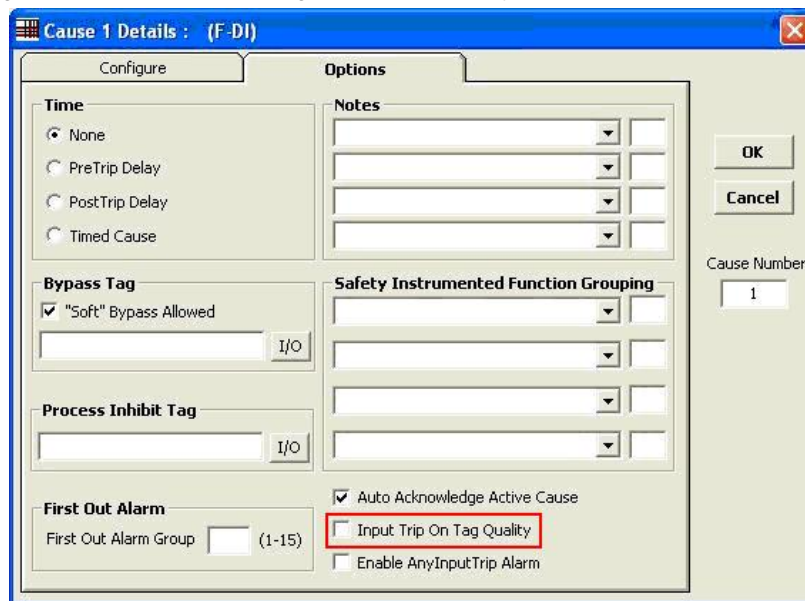 Cause 1 Details : (F-DI)
Configure
Options
Time
None
PreTrip Delay
PostTrip Delay
Timed Cause
Notes
OK
Cancel
Cause Number
1
Bypass Tag
"Soft" Bypass Allowed
I/O
Safety Instrumented Function Grouping
Process Inhibit Tag
I/O
First Out Alarm
First Out Alarm Group (1-15)
Auto Acknowledge Active Cause
Input Trip On Tag Quality
Enable AnyInputTrip Alarm